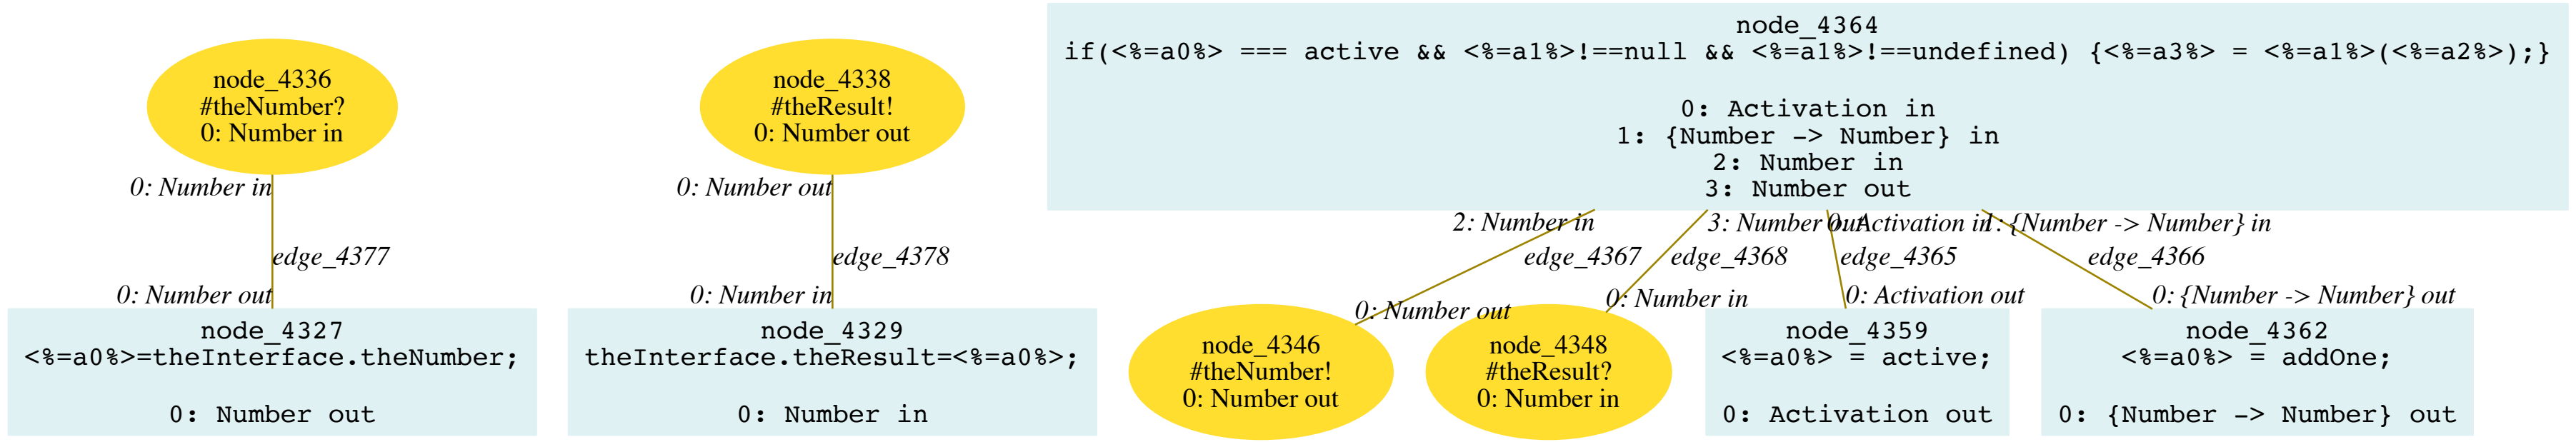 node_4336
#theNumber?
0: Number in
0: Number in
edge_4377
0: Number out
node_4327
<%=a0%>=theInterface.theNumber;
0: Number out
node_4338
#theResult!
0: Number out
0: Number out
edge_4378
0: Number in
node_4329
theInterface.theResult=<%=a0%>;
0: Number in
node_4364
if(<%=a0%> === active && <%=a1%>!==null && <%=a1%>!==undefined) {<%=a3%> = <%=a1%>(<%=a2%>);}
0: Activation in
1: {Number -> Number} in
2: Number in
3: Number out
2: Number in
3: Number out
0: Activation in
1: {Number -> Number} in
edge_4367
edge_4368
edge_4365
edge_4366
0: Number out
0: Number in
0: Activation out
0: {Number -> Number} out
node_4346
#theNumber!
0: Number out
node_4348
#theResult?
0: Number in
node_4359
<%=a0%> = active;
0: Activation out
node_4362
<%=a0%> = addOne;
0: {Number -> Number} out